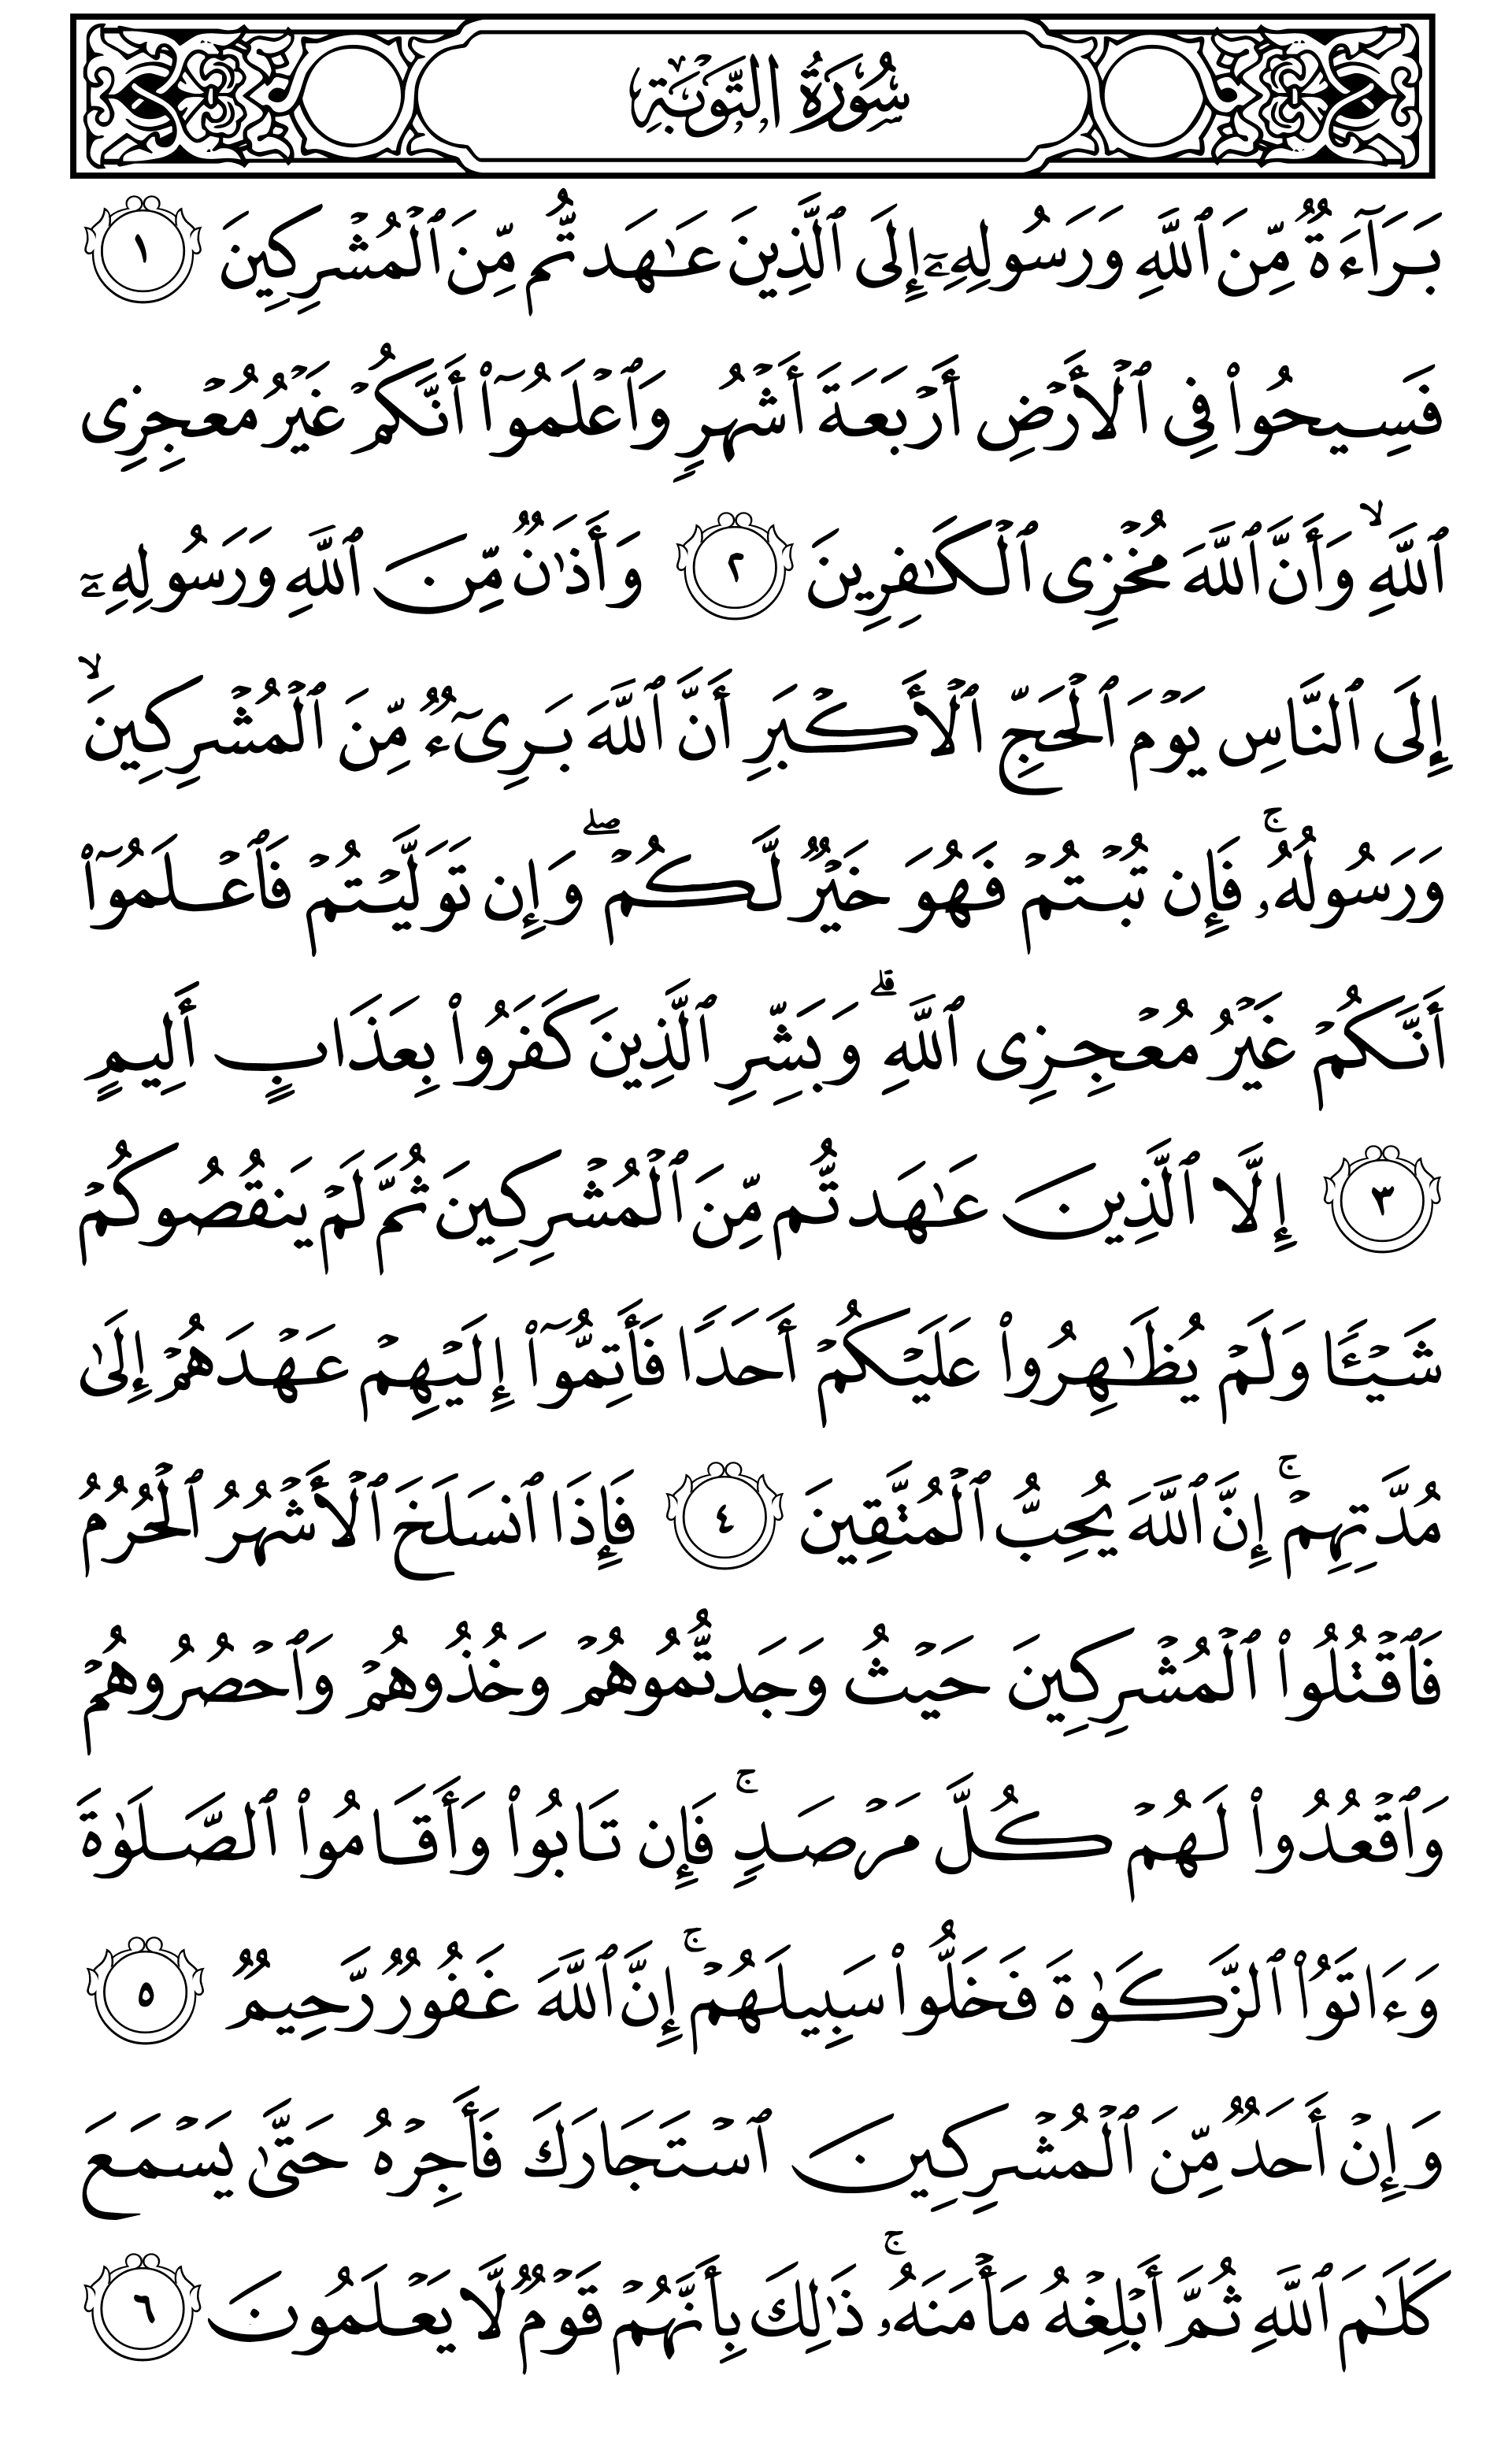 سُورَةُ التَّوۡبَةِ
بَرَآءَةٌ مِّنَ ٱللَّهِ وَرَسُولِهِۦٓ إِلَى ٱلَّذِينَ عَٰهَدتُّم مِّنَ ٱلۡمُشۡرِكِينَ ١
فَسِيحُوا۟ فِى ٱلۡأَرۡضِ أَرۡبَعَةَ أَشۡهُرٍ وَٱعۡلَمُوٓا۟ أَنَّكُمۡ غَيۡرُ مُعۡجِزِى
ٱللَّهِۙ وَأَنَّ ٱللَّهَ مُخۡزِى ٱلۡكَٰفِرِينَ ٢ وَأَذَٰنٌ مِّنَ ٱللَّهِ وَرَسُولِهِۦٓ
إِلَى ٱلنَّاسِ يَوۡمَ ٱلۡحَجِّ ٱلۡأَكۡبَرِ أَنَّ ٱللَّهَ بَرِىٓءٌ مِّنَ ٱلۡمُشۡرِكِينَۙ
وَرَسُولُهُۥۚ فَإِن تُبۡتُمۡ فَهُوَ خَيۡرٌ لَّكُمۡۖ وَإِن تَوَلَّيۡتُمۡ فَٱعۡلَمُوٓا۟
أَنَّكُمۡ غَيۡرُ مُعۡجِزِى ٱللَّهِۗ وَبَشِّرِ ٱلَّذِينَ كَفَرُوا۟ بِعَذَابٍ أَلِيمٍ
٣ إِلَّا ٱلَّذِينَ عَٰهَدتُّم مِّنَ ٱلۡمُشۡرِكِينَ ثُمَّ لَمۡ يَنقُصُوكُمۡ
شَيۡـًٔا وَلَمۡ يُظَٰهِرُوا۟ عَلَيۡكُمۡ أَحَدًا فَأَتِمُّوٓا۟ إِلَيۡهِمۡ عَهۡدَهُمۡ إِلَىٰ
مُدَّتِهِمۡۚ إِنَّ ٱللَّهَ يُحِبُّ ٱلۡمُتَّقِينَ ٤ فَإِذَا ٱنسَلَخَ ٱلۡأَشۡهُرُ ٱلۡحُرُمُ
فَٱقۡتُلُوا۟ ٱلۡمُشۡرِكِينَ حَيۡثُ وَجَدتُّمُوهُمۡ وَخُذُوهُمۡ وَٱحۡصُرُوهُمۡ
وَٱقۡعُدُوا۟ لَهُمۡ كُلَّ مَرۡصَدٍۚ فَإِن تَابُوا۟ وَأَقَامُوا۟ ٱلصَّلَوٰةَ
وَءَاتَوُا۟ ٱلزَّكَوٰةَ فَخَلُّوا۟ سَبِيلَهُمۡۚ إِنَّ ٱللَّهَ غَفُورٌ رَّحِيمٌ ٥
وَإِنۡ أَحَدٌ مِّنَ ٱلۡمُشۡرِكِينَ ٱسۡتَجَارَكَ فَأَجِرۡهُ حَتَّىٰ يَسۡمَعَ
كَلَٰمَ ٱللَّهِ ثُمَّ أَبۡلِغۡهُ مَأۡمَنَهُۥۚ ذَٰلِكَ بِأَنَّهُمۡ قَوۡمٌ لَّا يَعۡلَمُونَ ٦